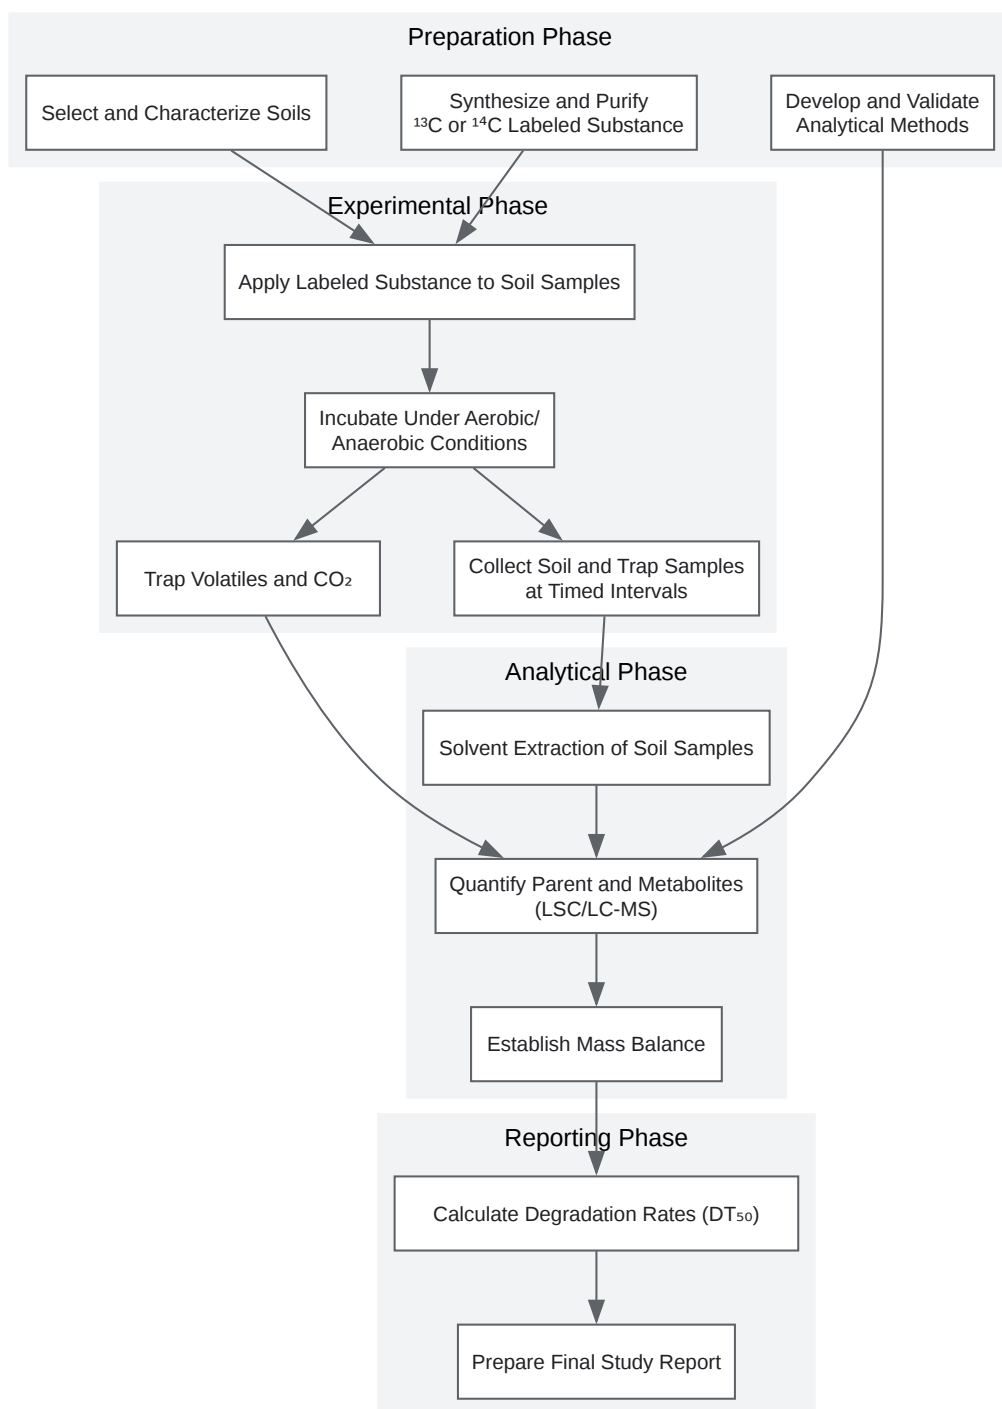 Preparation Phase
Select and Characterize Soils
Synthesize and Purify
¹³C or ¹⁴C Labeled Substance
Develop and Validate
Analytical Methods
Experimental Phase
Apply Labeled Substance to Soil Samples
Incubate Under Aerobic/
Anaerobic Conditions
Trap Volatiles and CO₂
Collect Soil and Trap Samples
at Timed Intervals
Analytical Phase
Solvent Extraction of Soil Samples
Quantify Parent and Metabolites
(LSC/LC-MS)
Establish Mass Balance
Reporting Phase
Calculate Degradation Rates (DT₅₀)
Prepare Final Study Report